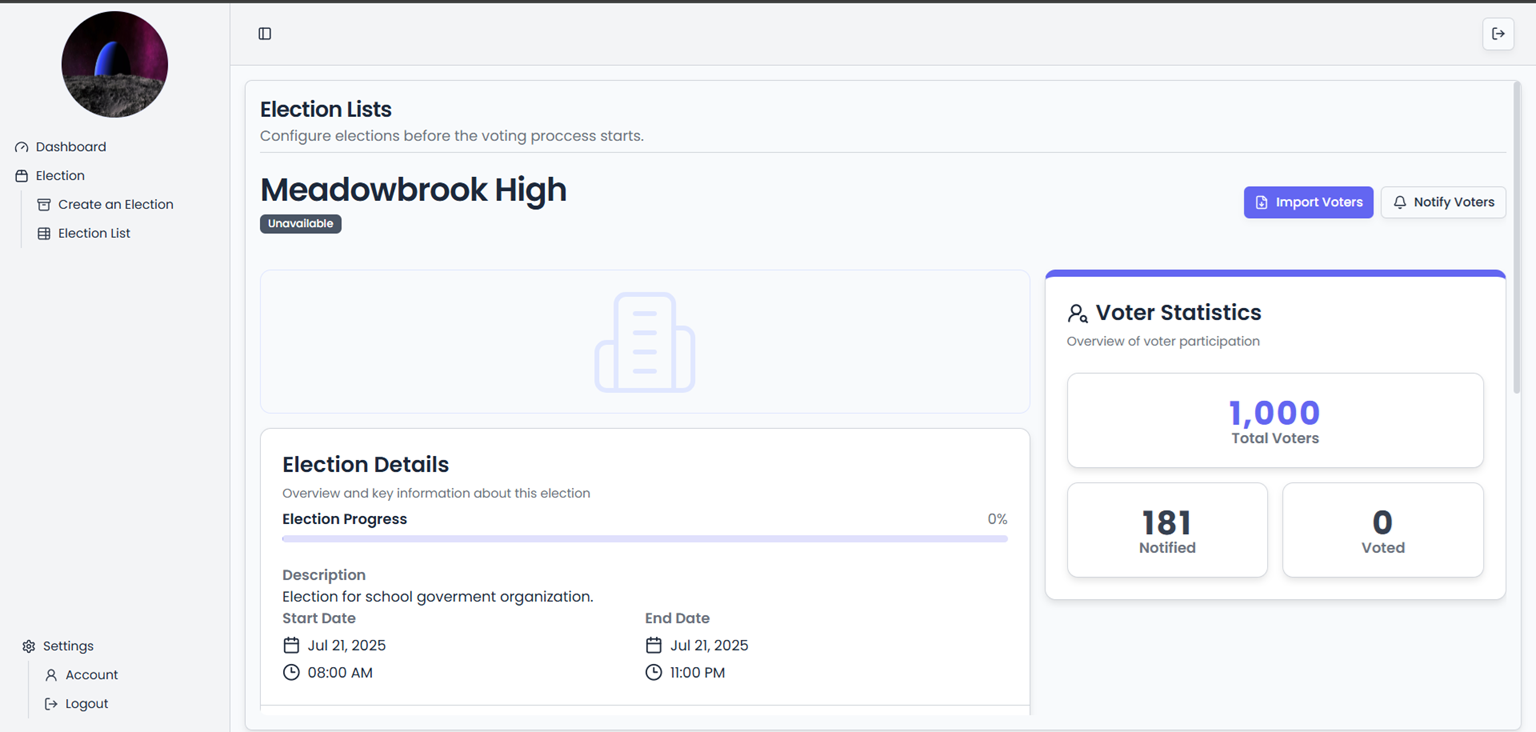 Dashboard
Election
Create an Election
Election List
Settings
Account
Logout
Election Lists
Configure elections before the voting proccess starts.
Meadowbrook High
Unavailable
Import Voters
Notify Voters
Election Details
Overview and key information about this election
Election Progress 0%
Description
Election for school goverment organization.
Start Date End Date
Jul 21, 2025 Jul 21, 2025
08:00 AM 11:00 PM
Voter Statistics
Overview of voter participation
1,000
Total Voters
181
Notified
0
Voted